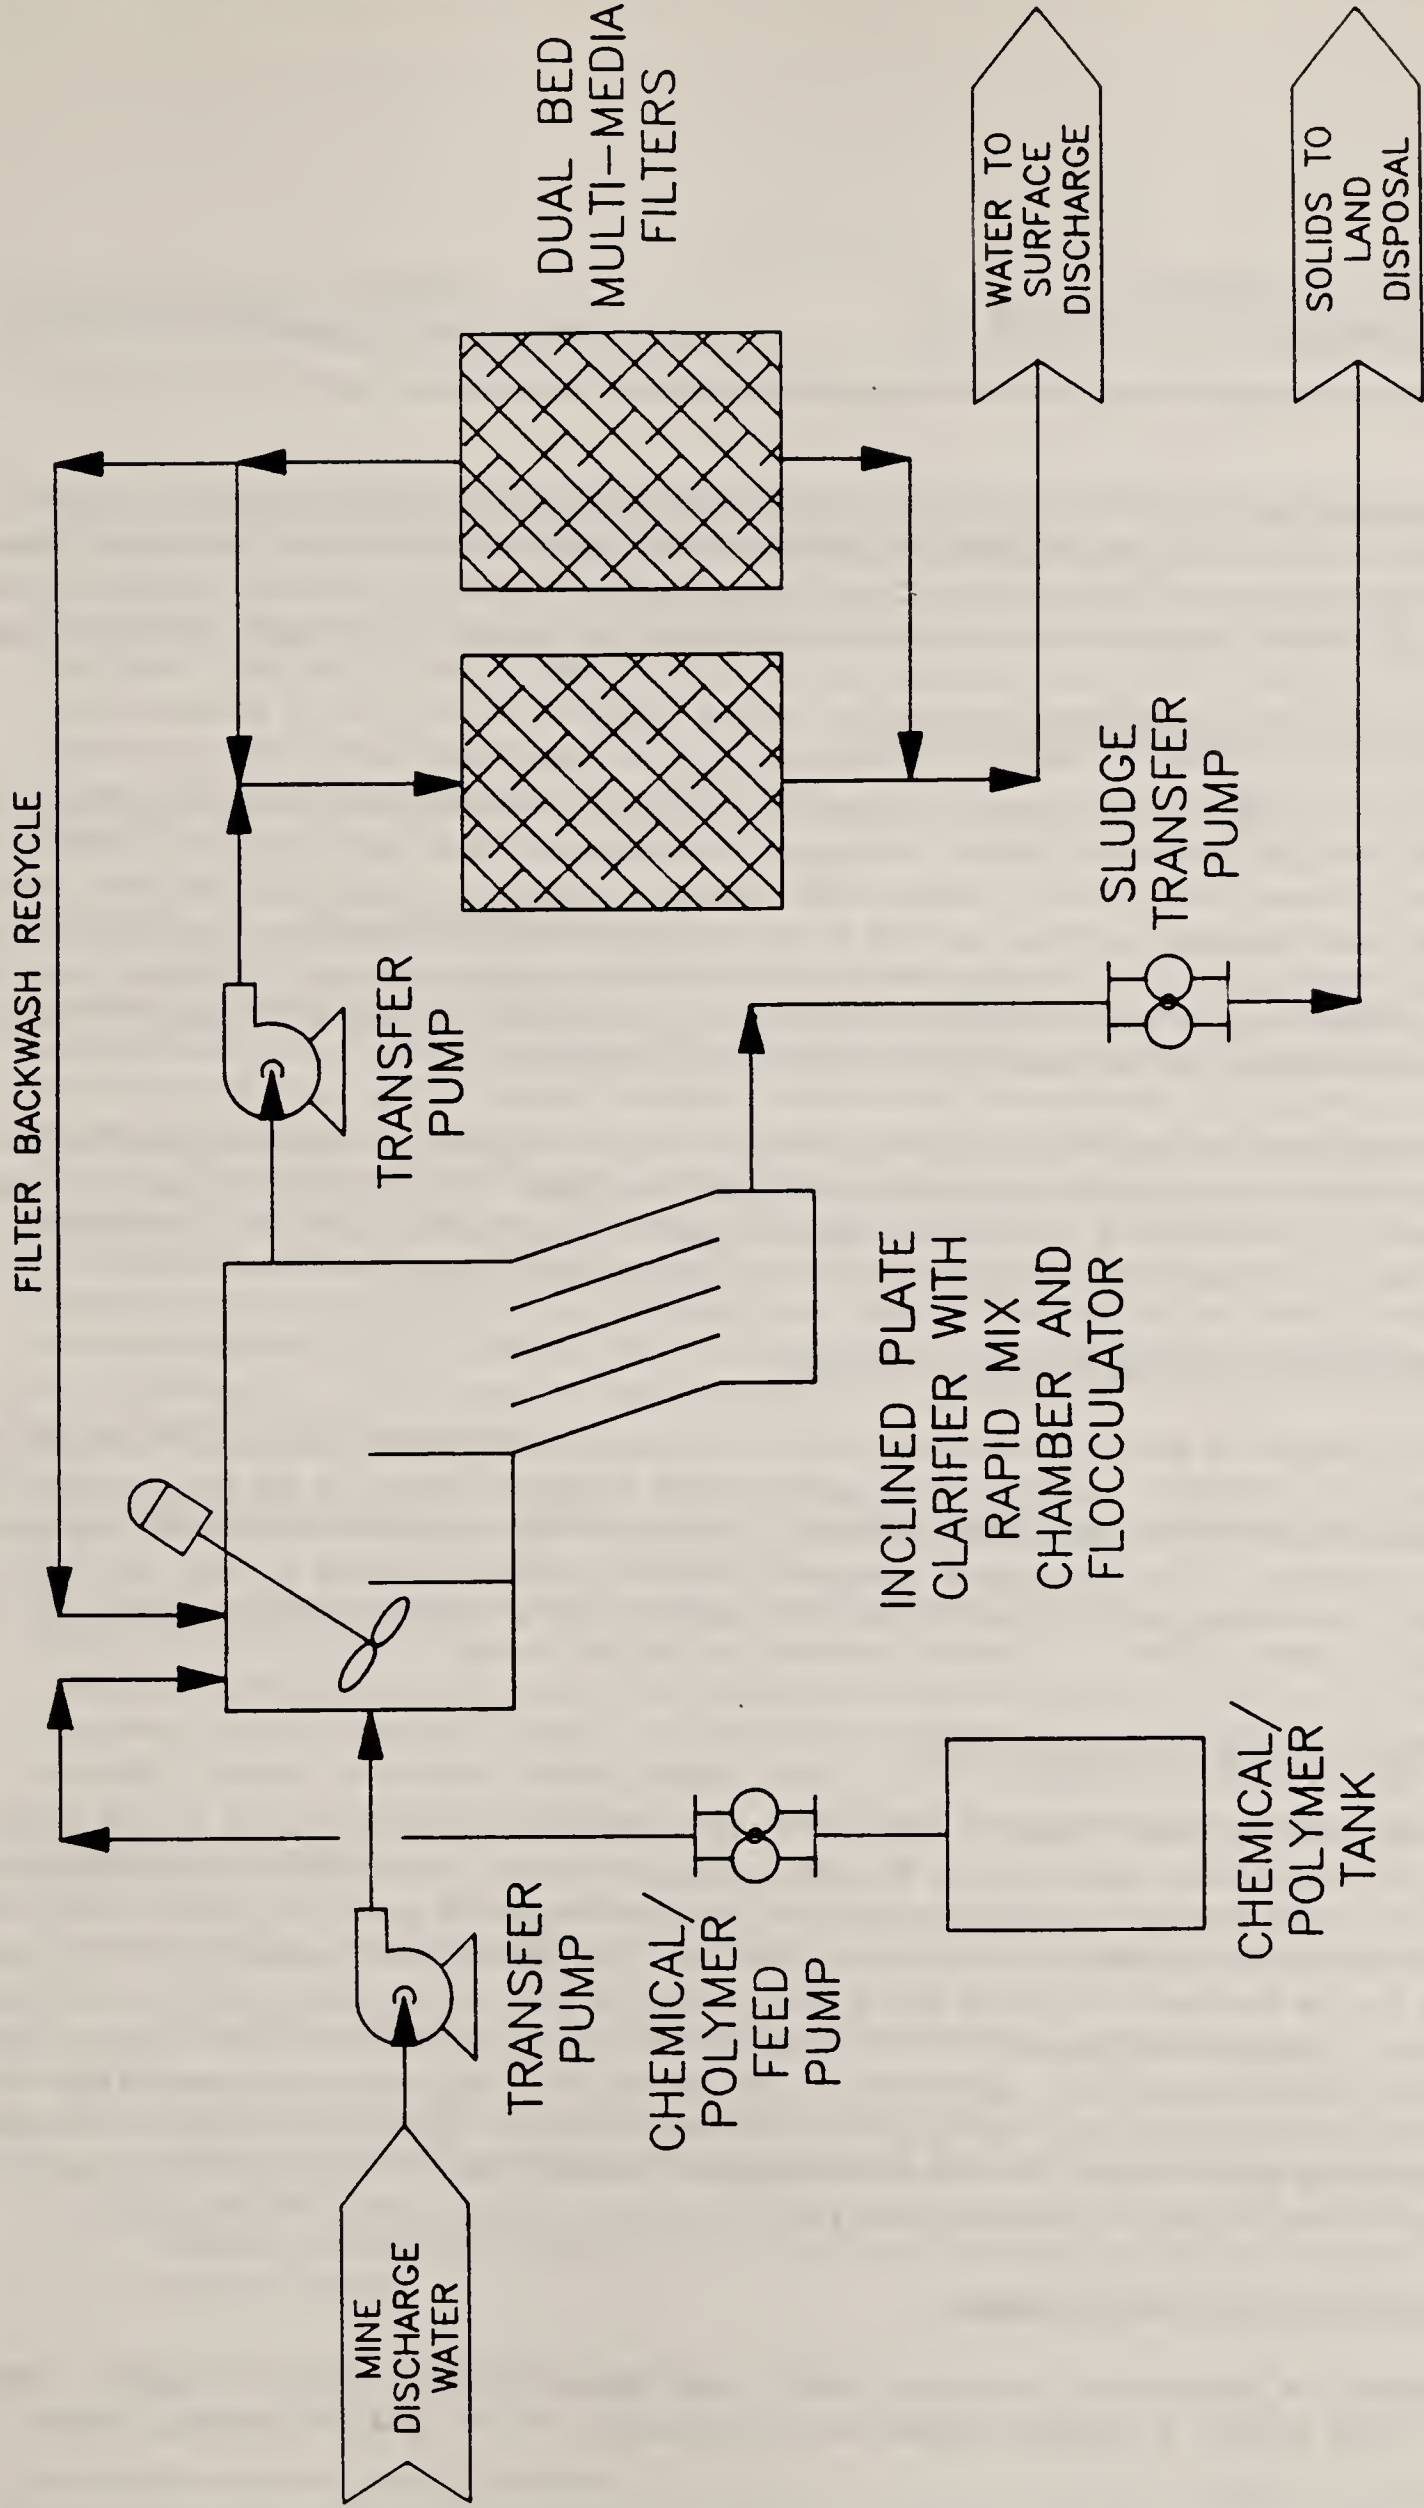 FILTER BACKWASH RECYCLE
DUAL BED
MULTI-MEDIA
FILTERS
TRANSFER
PUMP
MINE
DISCHARGE
WATER
TRANSFER
PUMP
CHEMICAL/
POLYMER
FEED
PUMP
CHEMICAL/
POLYMER
TANK
INCLINED PLATE
CLARIFIER WITH
RAPID MIX
CHAMBER AND
FLOCCULATOR
SLUDGE
TRANSFER
PUMP
WATER TO
SURFACE
DISCHARGE
SOLIDS TO
LAND
DISPOSAL